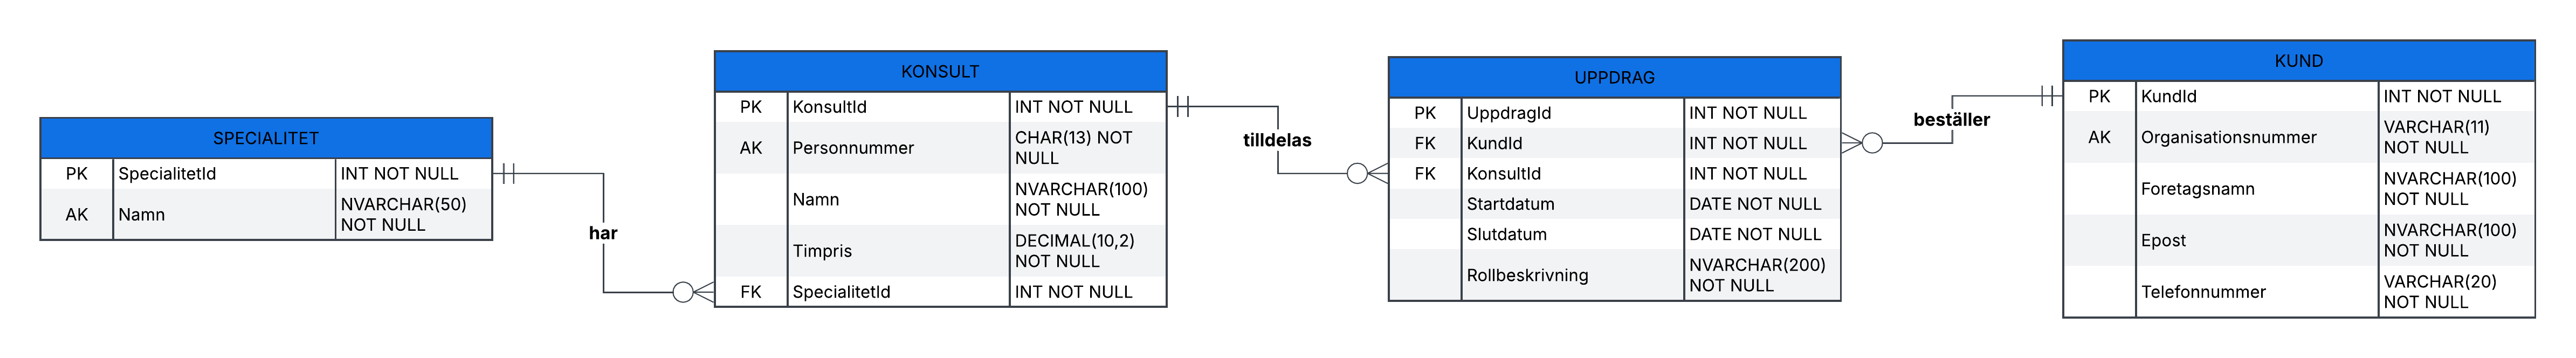 SPECIALITET
PK SpecialitetId INT NOT NULL
AK Namn NVARCHAR(50)
NOT NULL
har
KONSULT
PK KonsultId INT NOT NULL
AK Personnummer CHAR(13) NOT
NULL
Namn NVARCHAR(100)
NOT NULL
Timpris DECIMAL(10,2)
NOT NULL
FK SpecialitetId INT NOT NULL
tilldelas
UPPDRAG
PK UppdragId INT NOT NULL
FK KundId INT NOT NULL
FK KonsultId INT NOT NULL
Startdatum DATE NOT NULL
Slutdatum DATE NOT NULL
Rollbeskrivning NVARCHAR(200)
NOT NULL
beställer
KUND
PK KundId INT NOT NULL
AK Organisationsnummer VARCHAR(11)
NOT NULL
Foretagsnamn NVARCHAR(100)
NOT NULL
Epost NVARCHAR(100)
NOT NULL
Telefonnummer VARCHAR(20)
NOT NULL